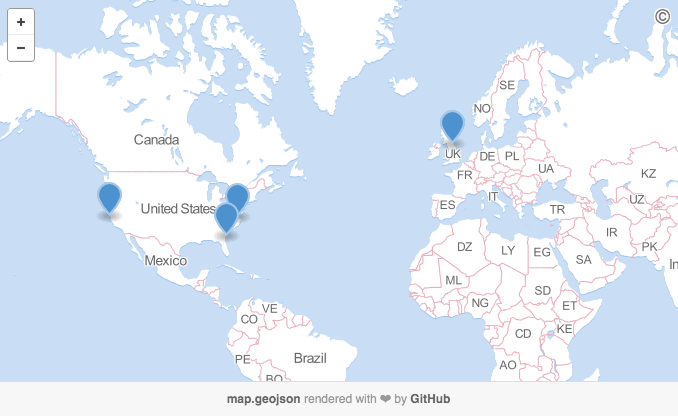 +
−
©
SE
NO
Canada
UK
DE
PL
FR
UA
KZ
IT
ES
UZ
United States
TR
IR
PK
DZ
LY
EG
SA
In
Mexico
ML
SD
NG
ET
VE
CO
CD
KE
PE
Brazil
AO
BO
map.geojson rendered with ❤ by GitHub